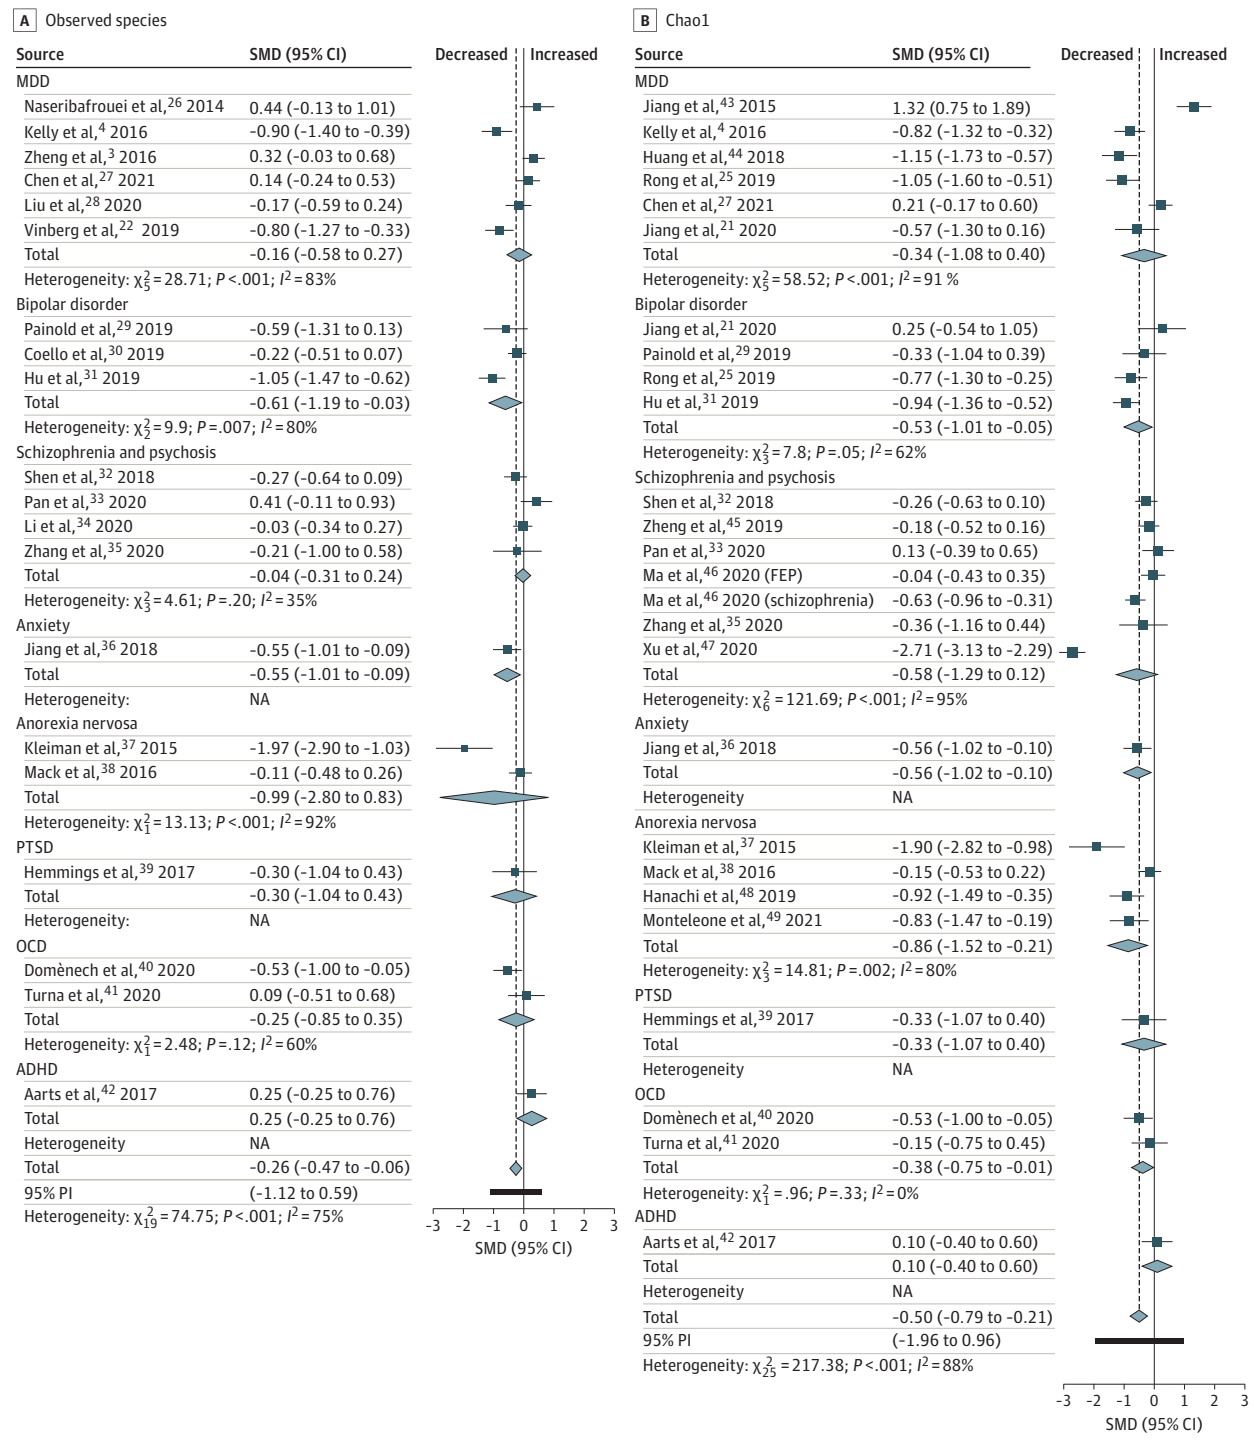 A Observed species
Source SMD (95% CI) Decreased Increased
MDD
Naseribafrouei et al,26 2014 0.44 (-0.13 to 1.01)
Kelly et al,4 2016 -0.90 (-1.40 to -0.39)
Zheng et al,3 2016 0.32 (-0.03 to 0.68)
Chen et al,27 2021 0.14 (-0.24 to 0.53)
Liu et al,28 2020 -0.17 (-0.59 to 0.24)
Vinberg et al,22 2019 -0.80 (-1.27 to -0.33)
Total -0.16 (-0.58 to 0.27)
Heterogeneity: χ²5 = 28.71; P <.001; I² = 83%
Bipolar disorder
Painold et al,29 2019 -0.59 (-1.31 to 0.13)
Coello et al,30 2019 -0.22 (-0.51 to 0.07)
Hu et al,31 2019 -1.05 (-1.47 to -0.62)
Total -0.61 (-1.19 to -0.03)
Heterogeneity: χ²2 = 9.9; P =.007; I² = 80%
Schizophrenia and psychosis
Shen et al,32 2018 -0.27 (-0.64 to 0.09)
Pan et al,33 2020 0.41 (-0.11 to 0.93)
Li et al,34 2020 -0.03 (-0.34 to 0.27)
Zhang et al,35 2020 -0.21 (-1.00 to 0.58)
Total -0.04 (-0.31 to 0.24)
Heterogeneity: χ²3 = 4.61; P =.20; I² = 35%
Anxiety
Jiang et al,36 2018 -0.55 (-1.01 to -0.09)
Total -0.55 (-1.01 to -0.09)
Heterogeneity: NA
Anorexia nervosa
Kleiman et al,37 2015 -1.97 (-2.90 to -1.03)
Mack et al,38 2016 -0.11 (-0.48 to 0.26)
Total -0.99 (-2.80 to 0.83)
Heterogeneity: χ²1 = 13.13; P <.001; I² = 92%
PTSD
Hemmings et al,39 2017 -0.30 (-1.04 to 0.43)
Total -0.30 (-1.04 to 0.43)
Heterogeneity: NA
OCD
Domènech et al,40 2020 -0.53 (-1.00 to -0.05)
Turna et al,41 2020 0.09 (-0.51 to 0.68)
Total -0.25 (-0.85 to 0.35)
Heterogeneity: χ²1 = 2.48; P =.12; I² = 60%
ADHD
Aarts et al,42 2017 0.25 (-0.25 to 0.76)
Total 0.25 (-0.25 to 0.76)
Heterogeneity NA
Total -0.26 (-0.47 to -0.06)
95% PI (-1.12 to 0.59)
Heterogeneity: χ²19 = 74.75; P <.001; I² = 75%
-3 -2 -1 0 1 2 3
SMD (95% CI)
B Chao1
Source SMD (95% CI) Decreased Increased
MDD
Jiang et al,43 2015 1.32 (0.75 to 1.89)
Kelly et al,4 2016 -0.82 (-1.32 to -0.32)
Huang et al,44 2018 -1.15 (-1.73 to -0.57)
Rong et al,25 2019 -1.05 (-1.60 to -0.51)
Chen et al,27 2021 0.21 (-0.17 to 0.60)
Jiang et al,21 2020 -0.57 (-1.30 to 0.16)
Total -0.34 (-1.08 to 0.40)
Heterogeneity: χ²5 = 58.52; P <.001; I² = 91 %
Bipolar disorder
Jiang et al,21 2020 0.25 (-0.54 to 1.05)
Painold et al,29 2019 -0.33 (-1.04 to 0.39)
Rong et al,25 2019 -0.77 (-1.30 to -0.25)
Hu et al,31 2019 -0.94 (-1.36 to -0.52)
Total -0.53 (-1.01 to -0.05)
Heterogeneity: χ²3 = 7.8; P =.05; I² = 62%
Schizophrenia and psychosis
Shen et al,32 2018 -0.26 (-0.63 to 0.10)
Zheng et al,45 2019 -0.18 (-0.52 to 0.16)
Pan et al,33 2020 0.13 (-0.39 to 0.65)
Ma et al,46 2020 (FEP) -0.04 (-0.43 to 0.35)
Ma et al,46 2020 (schizophrenia) -0.63 (-0.96 to -0.31)
Zhang et al,35 2020 -0.36 (-1.16 to 0.44)
Xu et al,47 2020 -2.71 (-3.13 to -2.29)
Total -0.58 (-1.29 to 0.12)
Heterogeneity: χ²6 = 121.69; P <.001; I² = 95%
Anxiety
Jiang et al,36 2018 -0.56 (-1.02 to -0.10)
Total -0.56 (-1.02 to -0.10)
Heterogeneity NA
Anorexia nervosa
Kleiman et al,37 2015 -1.90 (-2.82 to -0.98)
Mack et al,38 2016 -0.15 (-0.53 to 0.22)
Hanachi et al,48 2019 -0.92 (-1.49 to -0.35)
Monteleone et al,49 2021 -0.83 (-1.47 to -0.19)
Total -0.86 (-1.52 to -0.21)
Heterogeneity: χ²3 = 14.81; P =.002; I² = 80%
PTSD
Hemmings et al,39 2017 -0.33 (-1.07 to 0.40)
Total -0.33 (-1.07 to 0.40)
Heterogeneity NA
OCD
Domènech et al,40 2020 -0.53 (-1.00 to -0.05)
Turna et al,41 2020 -0.15 (-0.75 to 0.45)
Total -0.38 (-0.75 to -0.01)
Heterogeneity: χ²1 = .96; P =.33; I² = 0%
ADHD
Aarts et al,42 2017 0.10 (-0.40 to 0.60)
Total 0.10 (-0.40 to 0.60)
Heterogeneity NA
Total -0.50 (-0.79 to -0.21)
95% PI (-1.96 to 0.96)
Heterogeneity: χ²25 = 217.38; P <.001; I² = 88%
-3 -2 -1 0 1 2 3
SMD (95% CI)